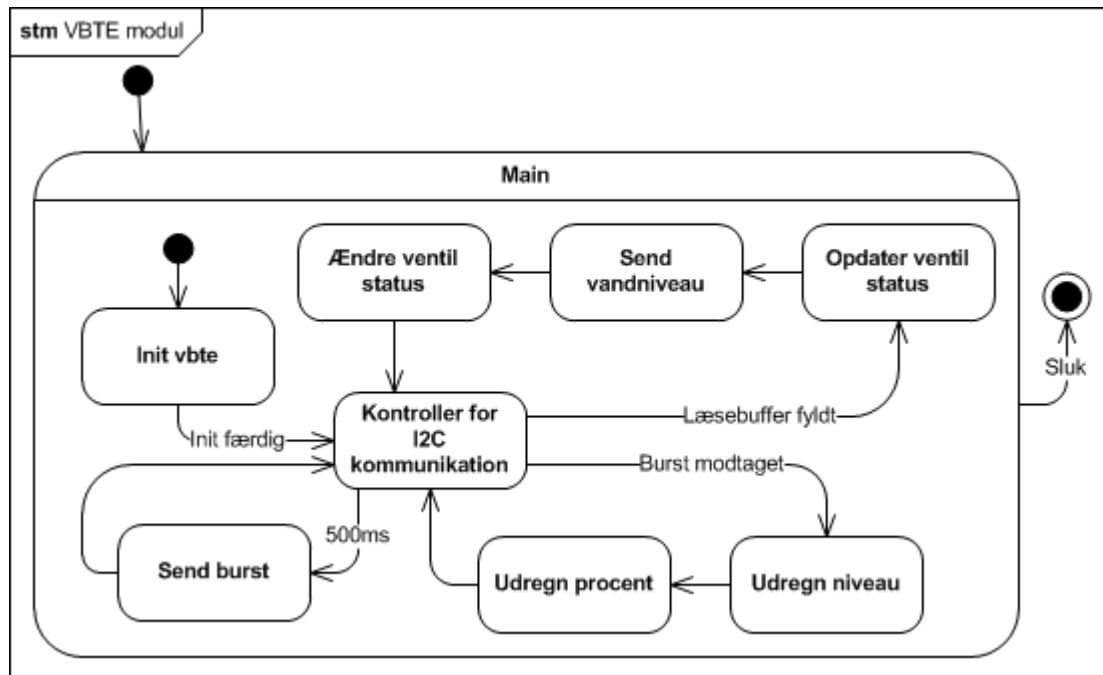 stm VBTE modul
Main
Ændre ventil
status
Send
vandniveau
Opdater ventil
status
Init vbte
Sluk
Kontroller for
I2C
kommunikation
Læsebuffer fyldt
Init færdig
Burst modtaget
500ms
Send burst
Udregn procent
Udregn niveau